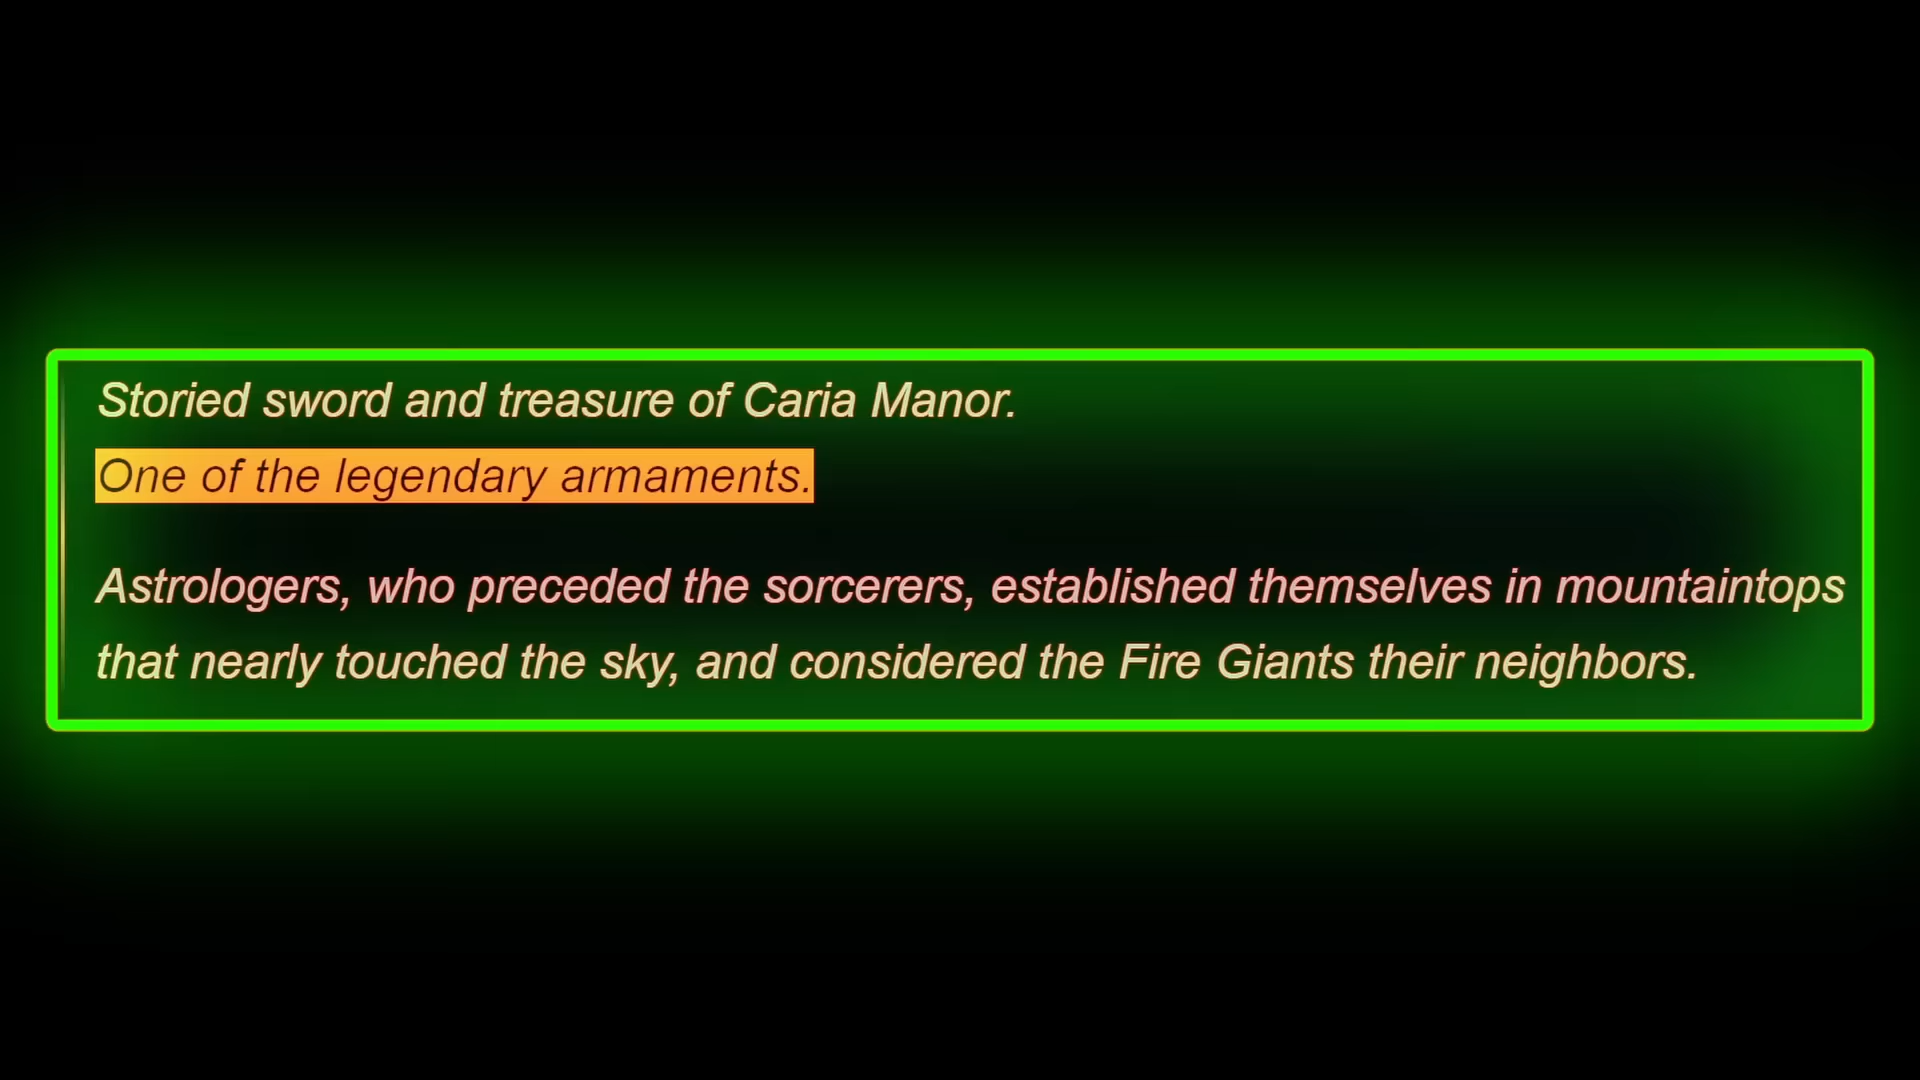 Storied sword and treasure of Caria Manor.
One of the legendary armaments.
Astrologers, who preceded the sorcerers, established themselves in mountaintops
that nearly touched the sky, and considered the Fire Giants their neighbors.